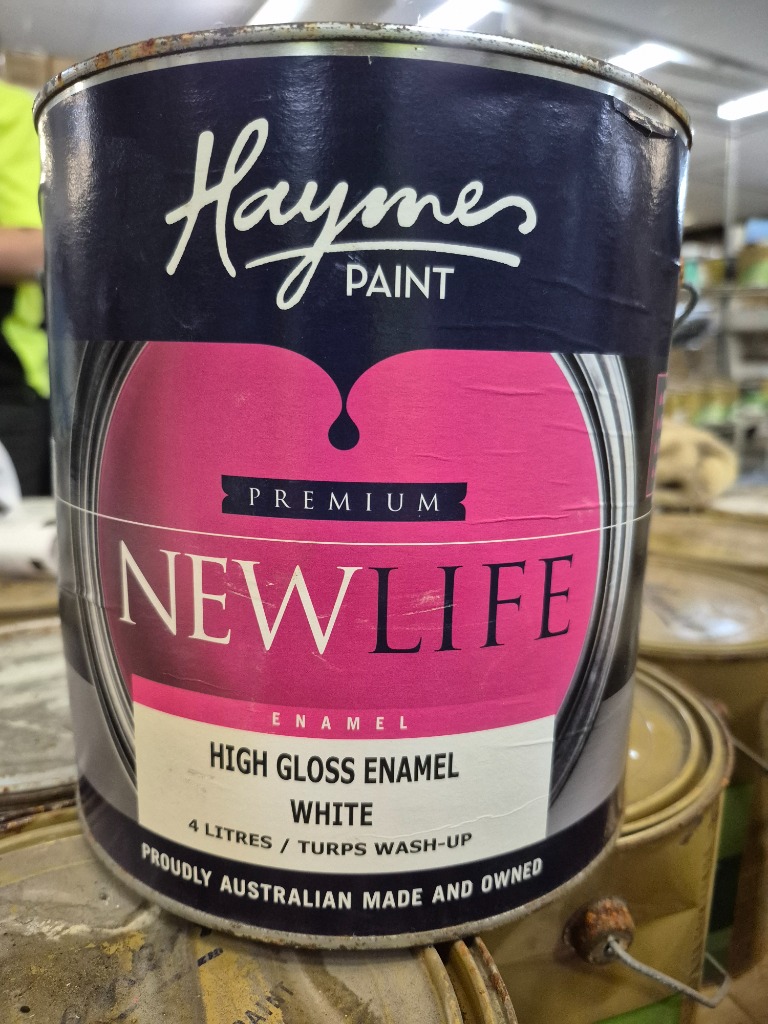 Haymes
PAINT
PREMIUM
NEWLIFE
ENAMEL
HIGH GLOSS ENAMEL
WHITE
4 LITRES / TURPS WASH-UP
PROUDLY AUSTRALIAN MADE AND OWNED
PAINT